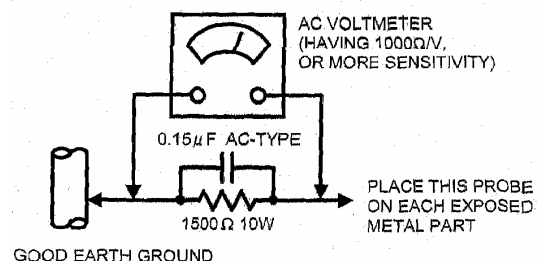 AC VOLTMETER
(HAVING 1000Ω/V,
OR MORE SENSITIVITY)
0.15μF AC-TYPE
1500Ω 10W
PLACE THIS PROBE
ON EACH EXPOSED
METAL PART
GOOD EARTH GROUND